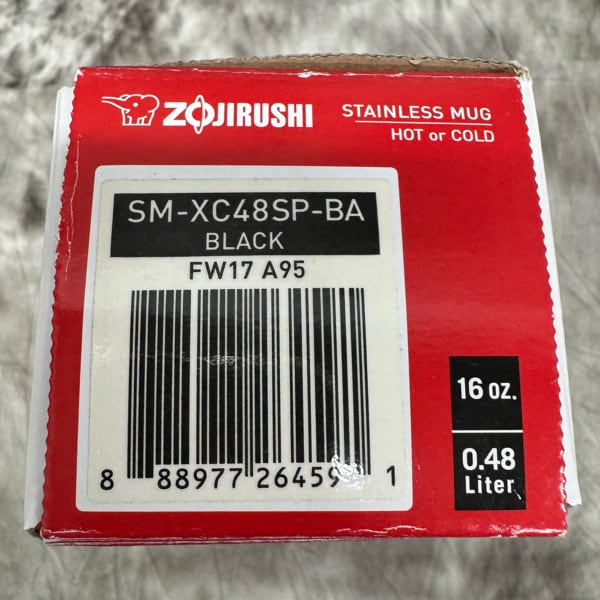 ZOJIRUSHI
STAINLESS MUG
HOT or COLD
SM-XC48SP-BA
BLACK
FW17 A95
8 88977 26459 1
16 oz.
0.48
Liter